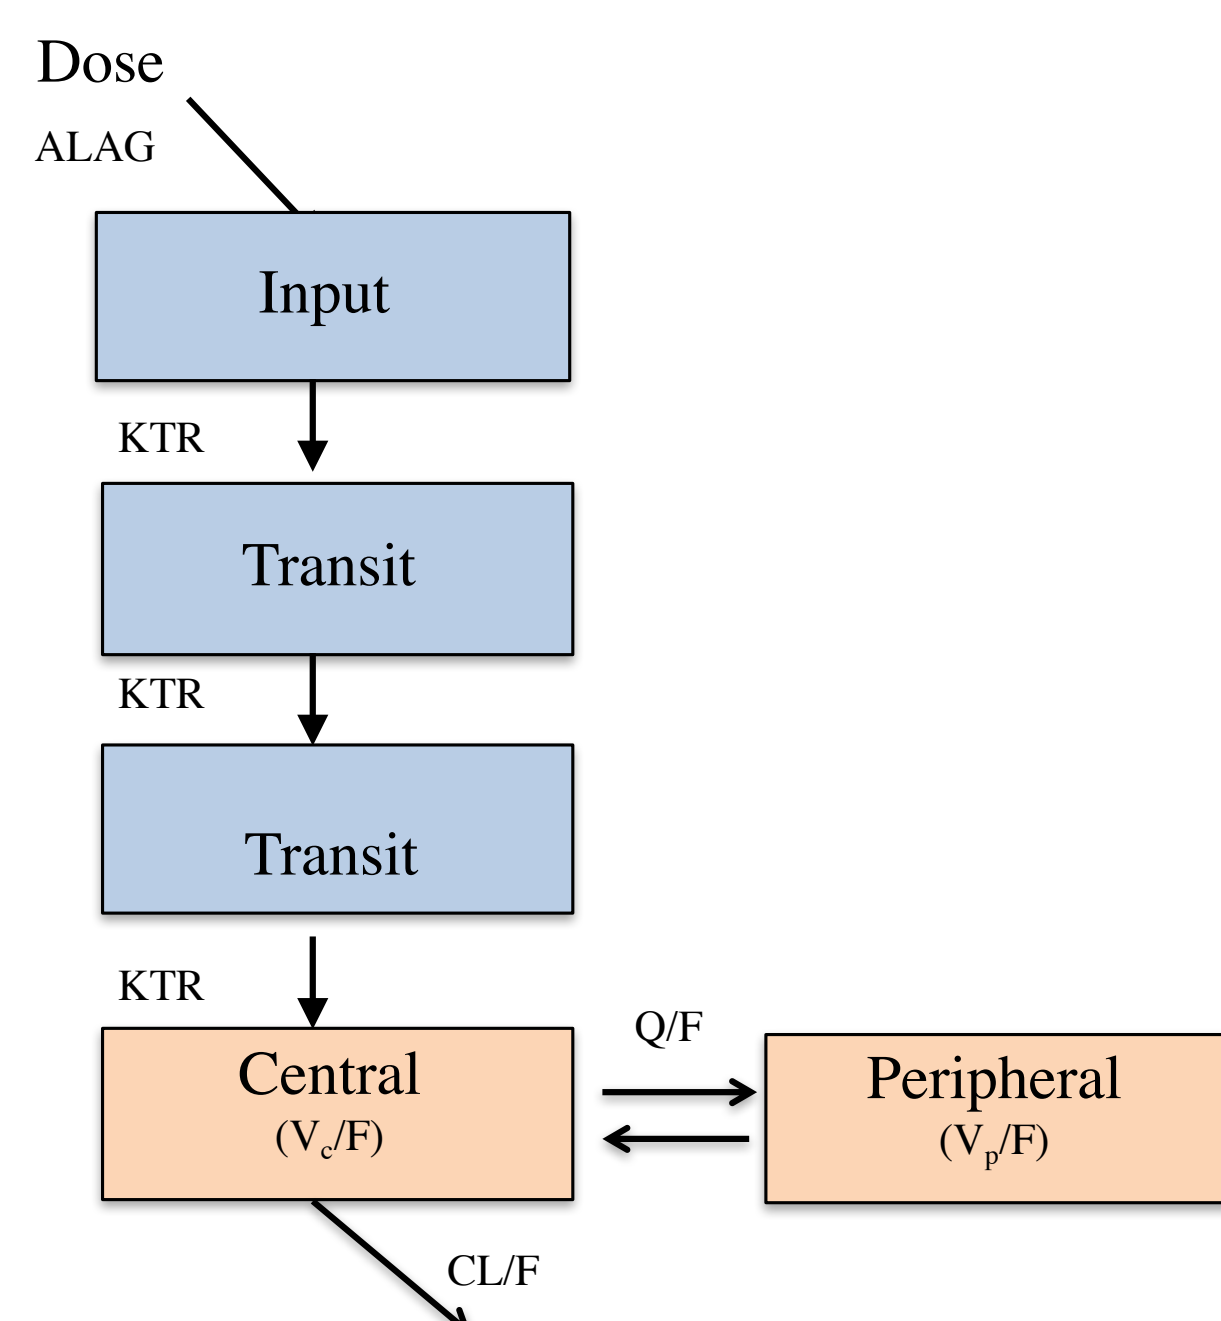 Dose
ALAG
Input
KTR
Transit
KTR
Transit
KTR
Central
(Vc/F)
Q/F
Peripheral
(Vp/F)
CL/F